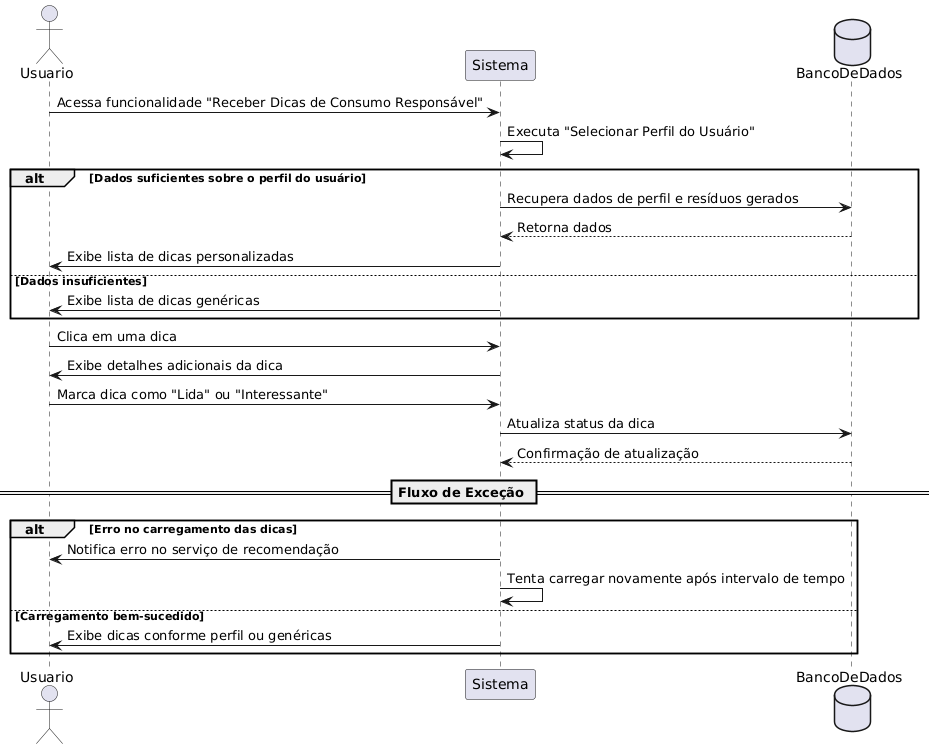 Usuario
Sistema
BancoDeDados
Acessa funcionalidade "Receber Dicas de Consumo Responsável"
Executa "Selecionar Perfil do Usuário"
alt [Dados suficientes sobre o perfil do usuário]
Recupera dados de perfil e resíduos gerados
Retorna dados
Exibe lista de dicas personalizadas
[Dados insuficientes]
Exibe lista de dicas genéricas
Clica em uma dica
Exibe detalhes adicionais da dica
Marca dica como "Lida" ou "Interessante"
Atualiza status da dica
Confirmação de atualização
Fluxo de Exceção
alt [Erro no carregamento das dicas]
Notifica erro no serviço de recomendação
Tenta carregar novamente após intervalo de tempo
[Carregamento bem-sucedido]
Exibe dicas conforme perfil ou genéricas
Usuario
Sistema
BancoDeDados